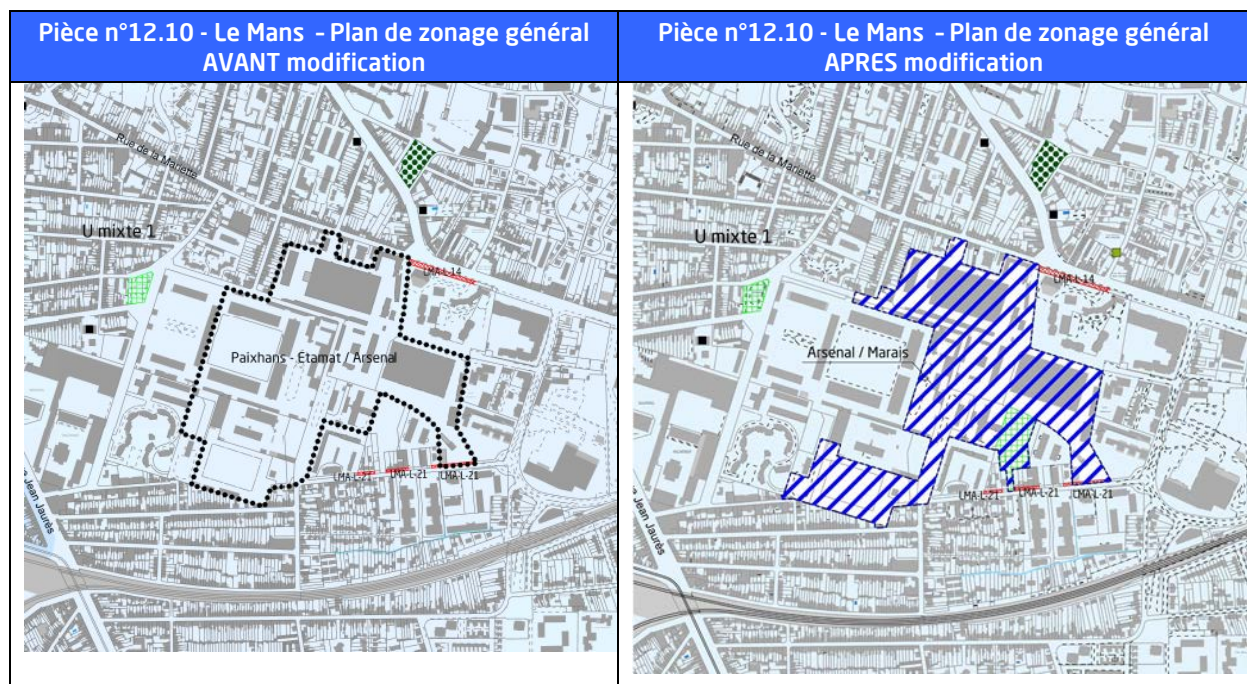 Pièce n°12.10 - Le Mans - Plan de zonage général
AVANT modification
Pièce n°12.10 - Le Mans - Plan de zonage général
APRES modification
Rue de la Mariette
U mixte 1
LMA-L-14
Paixhans - Etamat / Arsenal
LMA-L-21
LMA-L-21
LMA-L-21
Jean Jaurès
Rue de la Mariette
U mixte 1
LMA-L-14
Arsenal / Marais
LMA-L-21
LMA-L-21
LMA-L-21
Jean Jaurès